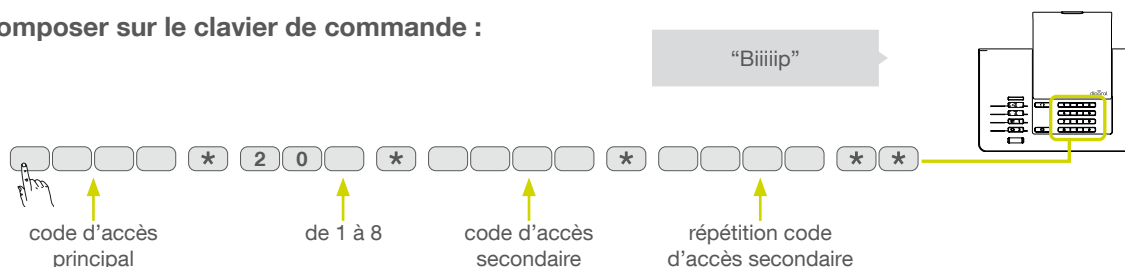 omposer sur le clavier de commande :
“Biiiiip”
* 2 0 * * * *
code d’accès
principal
de 1 à 8
code d’accès
secondaire
répétition code
d’accès secondaire